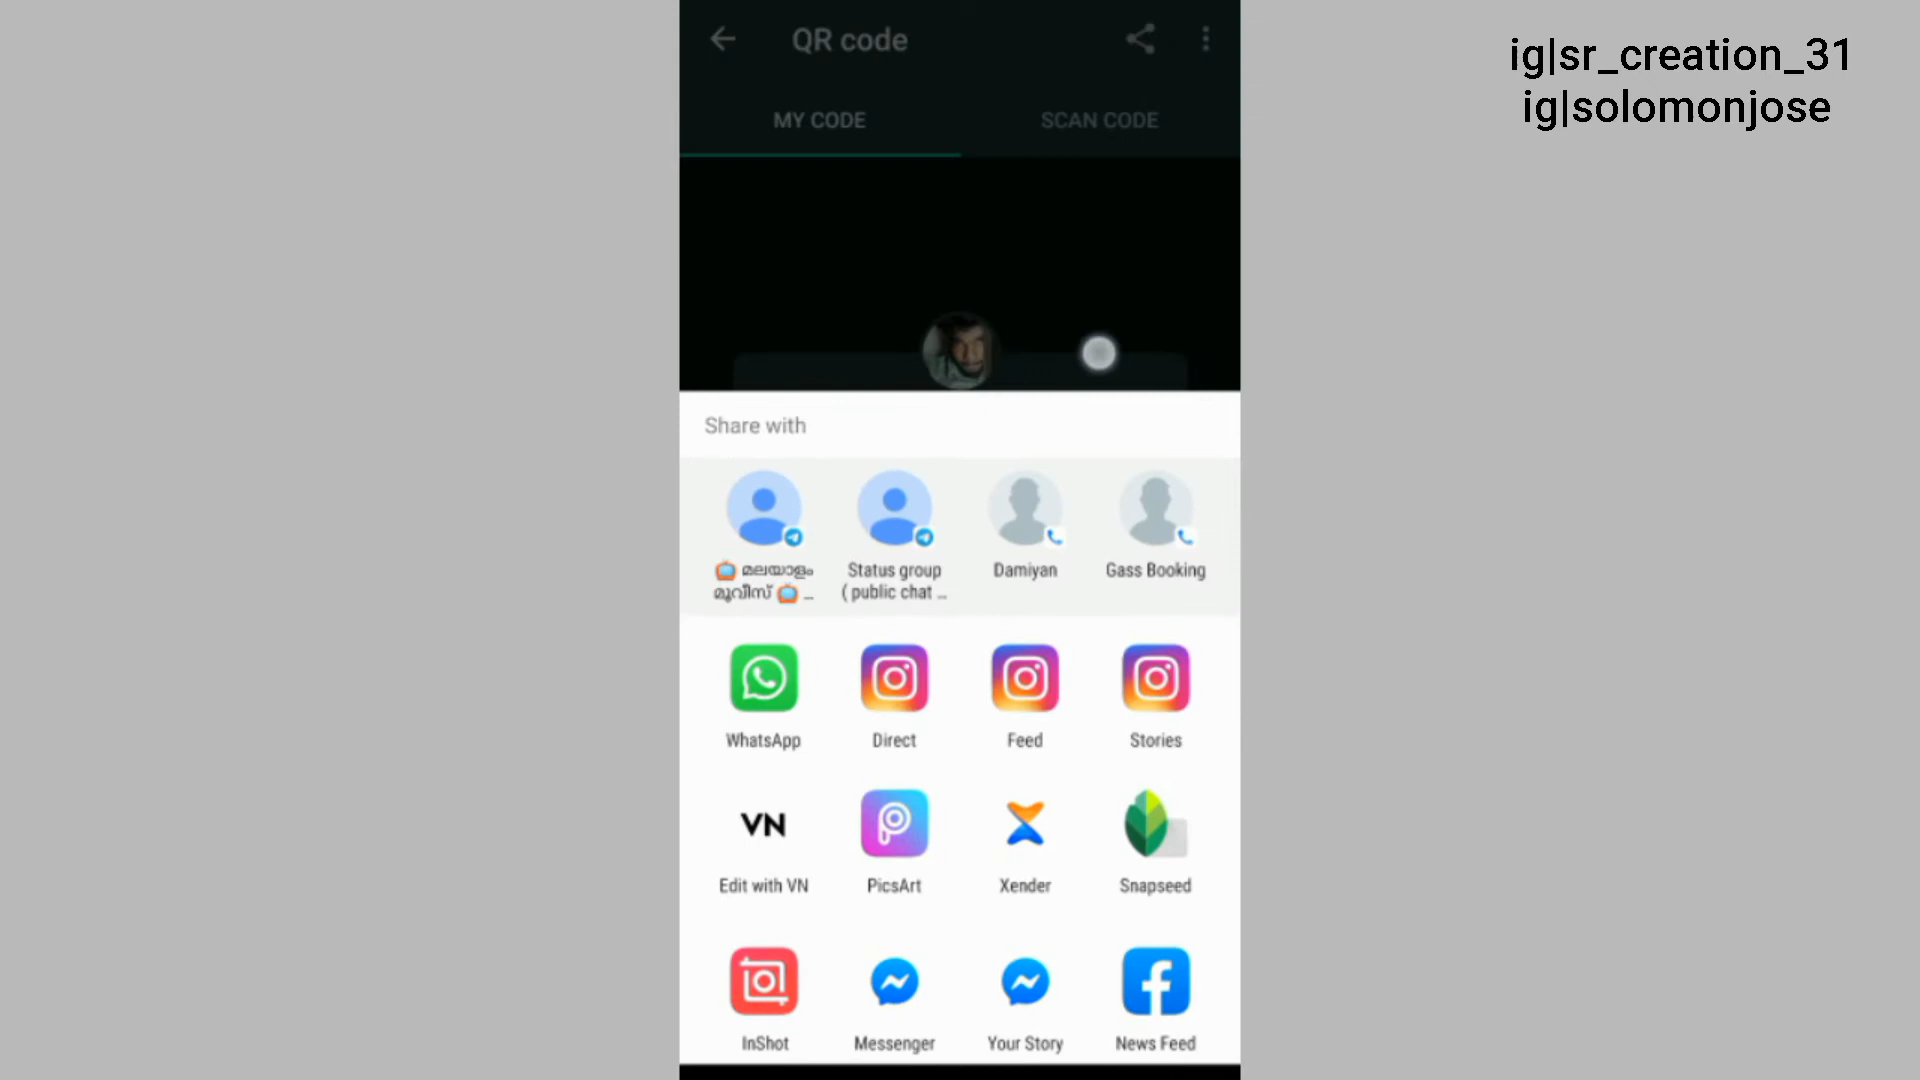 ig|sr_creation_31
ig|solomonjose
QR code
MY CODE
SCAN CODE
Share with
📺 മലയാളം
മൂവീസ് 📺 ...
Status group
( public chat ...
Damiyan
Gass Booking
WhatsApp
Direct
Feed
Stories
VN
Edit with VN
PicsArt
Xender
Snapseed
InShot
Messenger
Your Story
News Feed